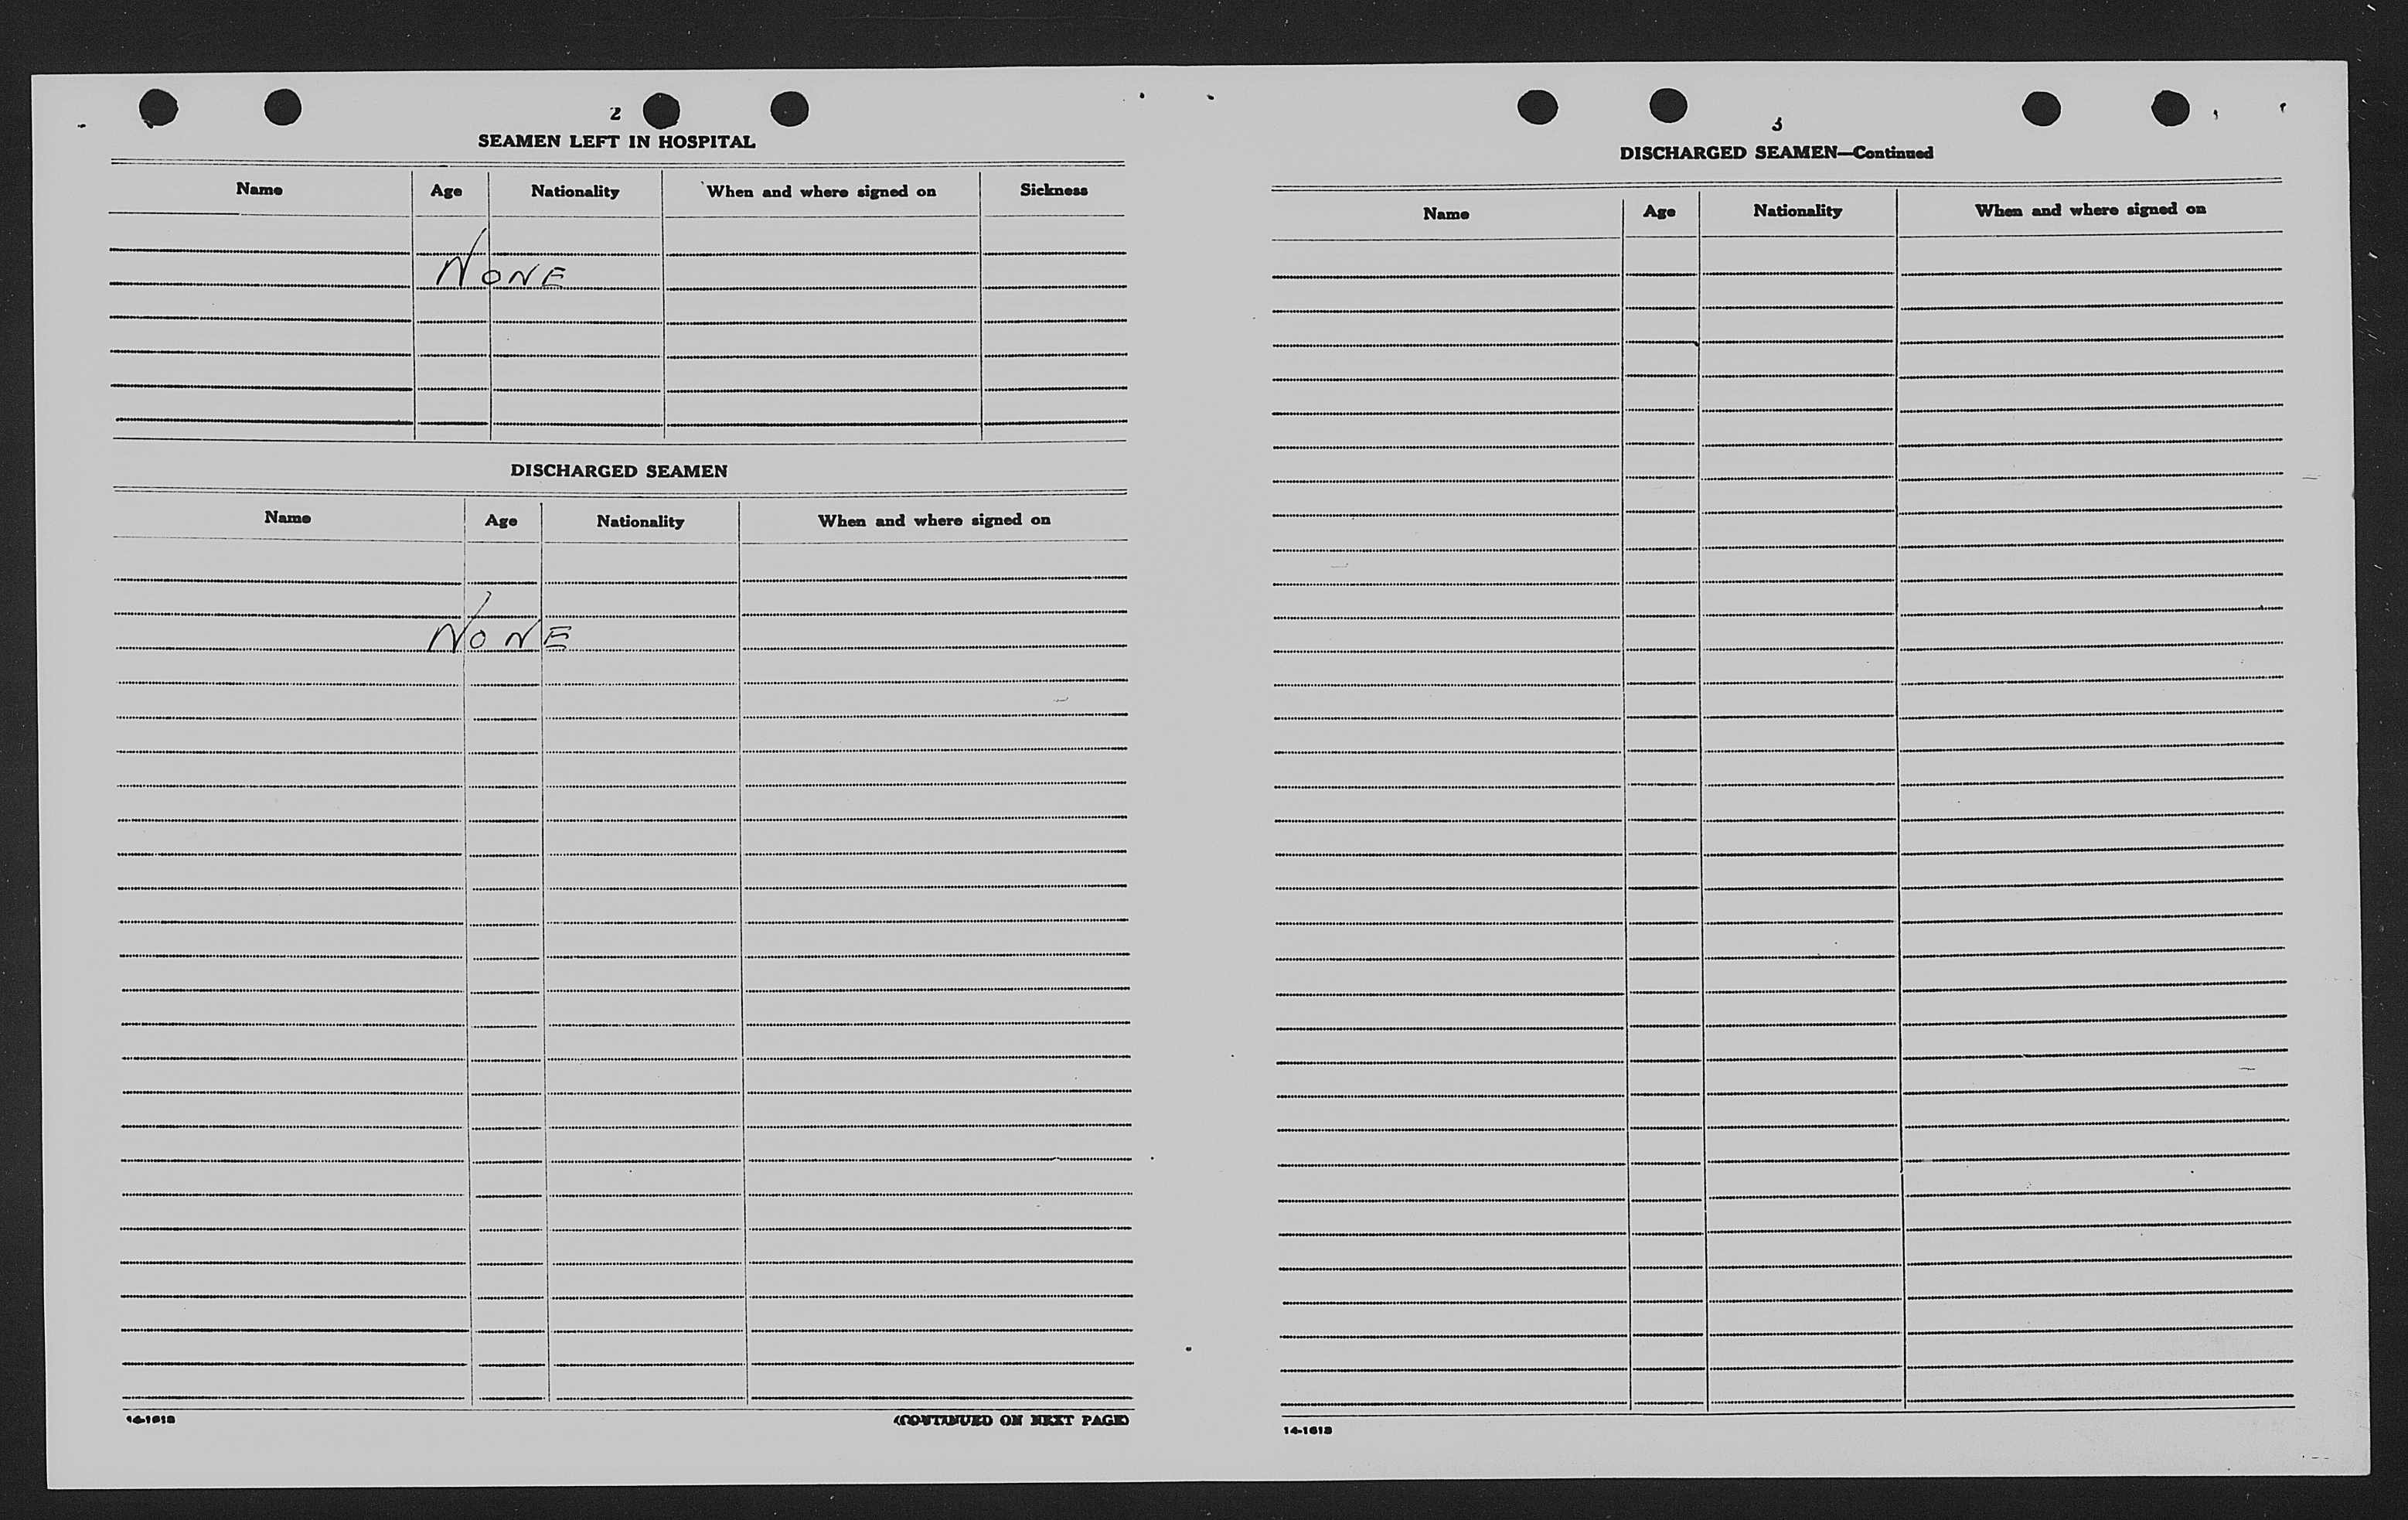 2
SEAMEN LEFT IN HOSPITAL
Name Age Nationality When and where signed on Sickness
NONE
DISCHARGED SEAMEN
Name Age Nationality When and where signed on
NONE
14-1618 (CONTINUED ON NEXT PAGE)
3
DISCHARGED SEAMEN—Continued
Name Age Nationality When and where signed on
14-1618